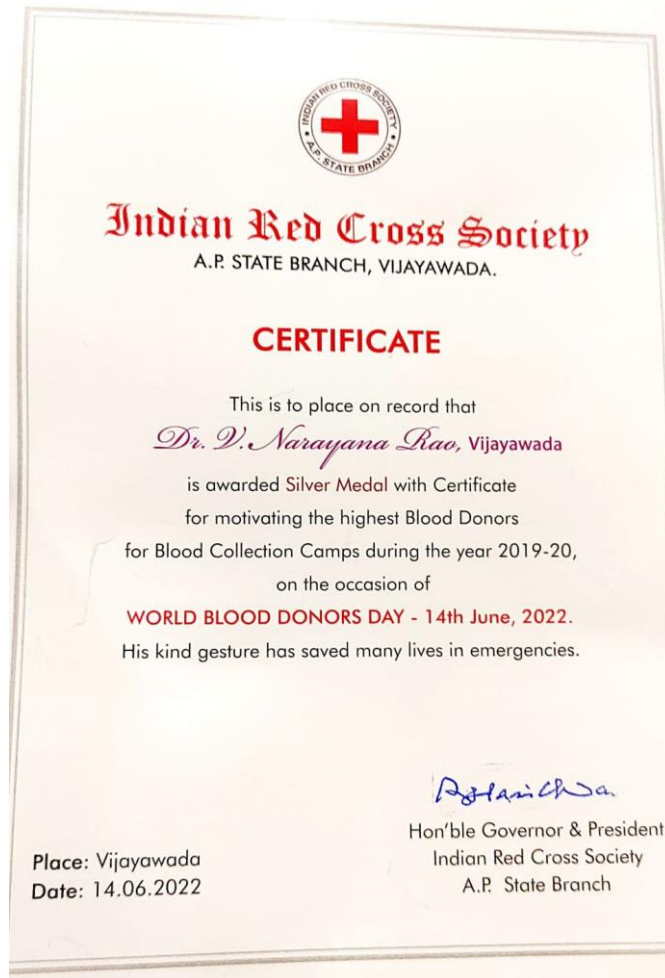 INDIAN RED CROSS SOCIETY
A.P. STATE BRANCH
Indian Red Cross Society
A.P. STATE BRANCH, VIJAYAWADA.
CERTIFICATE
This is to place on record that
Dr. V. Narayana Rao, Vijayawada
is awarded Silver Medal with Certificate
for motivating the highest Blood Donors
for Blood Collection Camps during the year 2019-20,
on the occasion of
WORLD BLOOD DONORS DAY - 14th June, 2022.
His kind gesture has saved many lives in emergencies.
Hon'ble Governor & President
Indian Red Cross Society
A.P. State Branch
Place: Vijayawada
Date: 14.06.2022